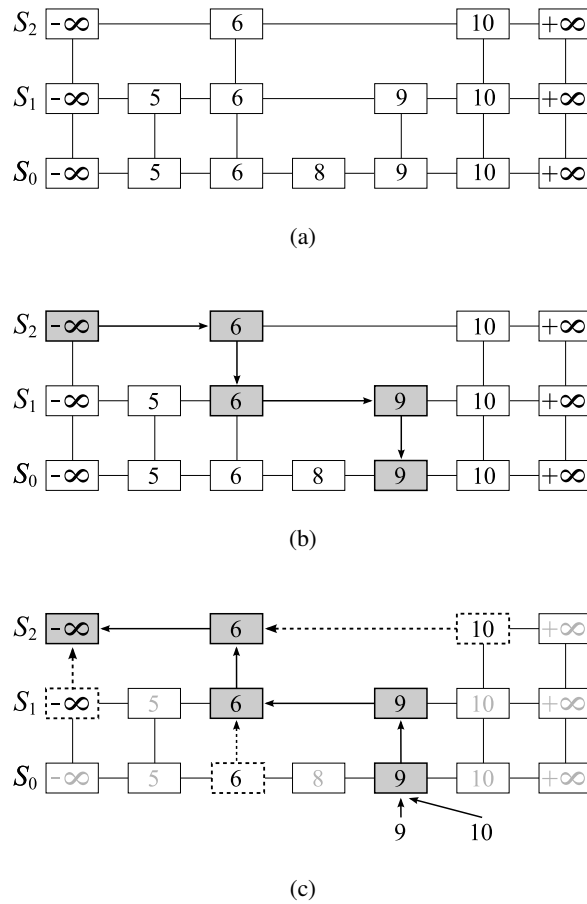 S₂ -∞ 6 10 +∞
S₁ -∞ 5 6 9 10 +∞
S₀ -∞ 5 6 8 9 10 +∞
(a)
S₂ -∞ 6 10 +∞
S₁ -∞ 5 6 9 10 +∞
S₀ -∞ 5 6 8 9 10 +∞
(b)
S₂ -∞ 6 10 +∞
S₁ -∞ 5 6 9 10 +∞
S₀ -∞ 5 6 8 9 10 +∞
9 10
(c)